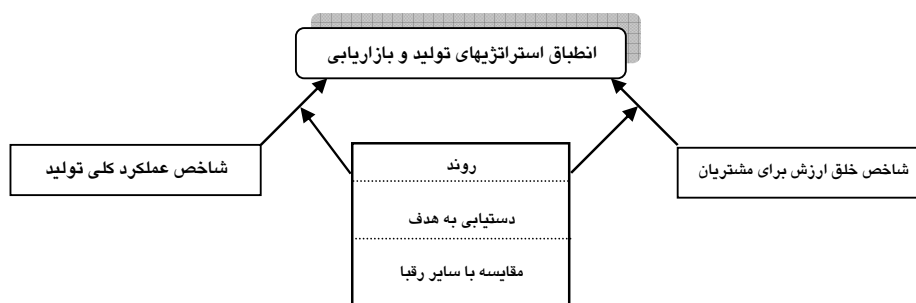 انطباق استراتژیهای تولید و بازاریابی
شاخص خلق ارزش برای مشتریان
شاخص عملکرد کلی تولید
روند
دستیابی به هدف
مقایسه با سایر رقبا